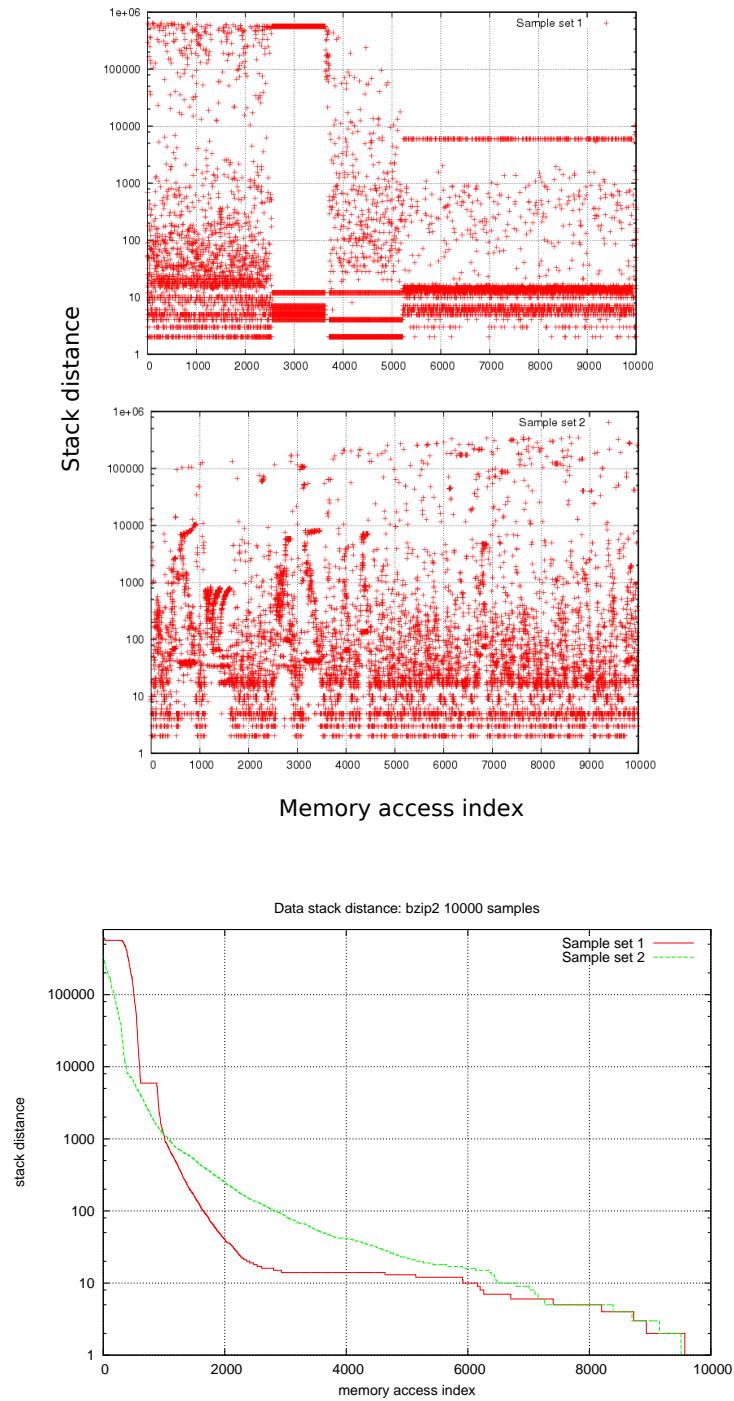 1e+06
Sample set 1
100000
10000
1000
100
10
1
0 1000 2000 3000 4000 5000 6000 7000 8000 9000 10000
Stack distance
1e+06
Sample set 2
100000
10000
1000
100
10
1
0 1000 2000 3000 4000 5000 6000 7000 8000 9000 10000
Memory access index
Data stack distance: bzip2 10000 samples
Sample set 1
Sample set 2
100000
10000
1000
100
10
1
stack distance
0 2000 4000 6000 8000 10000
memory access index